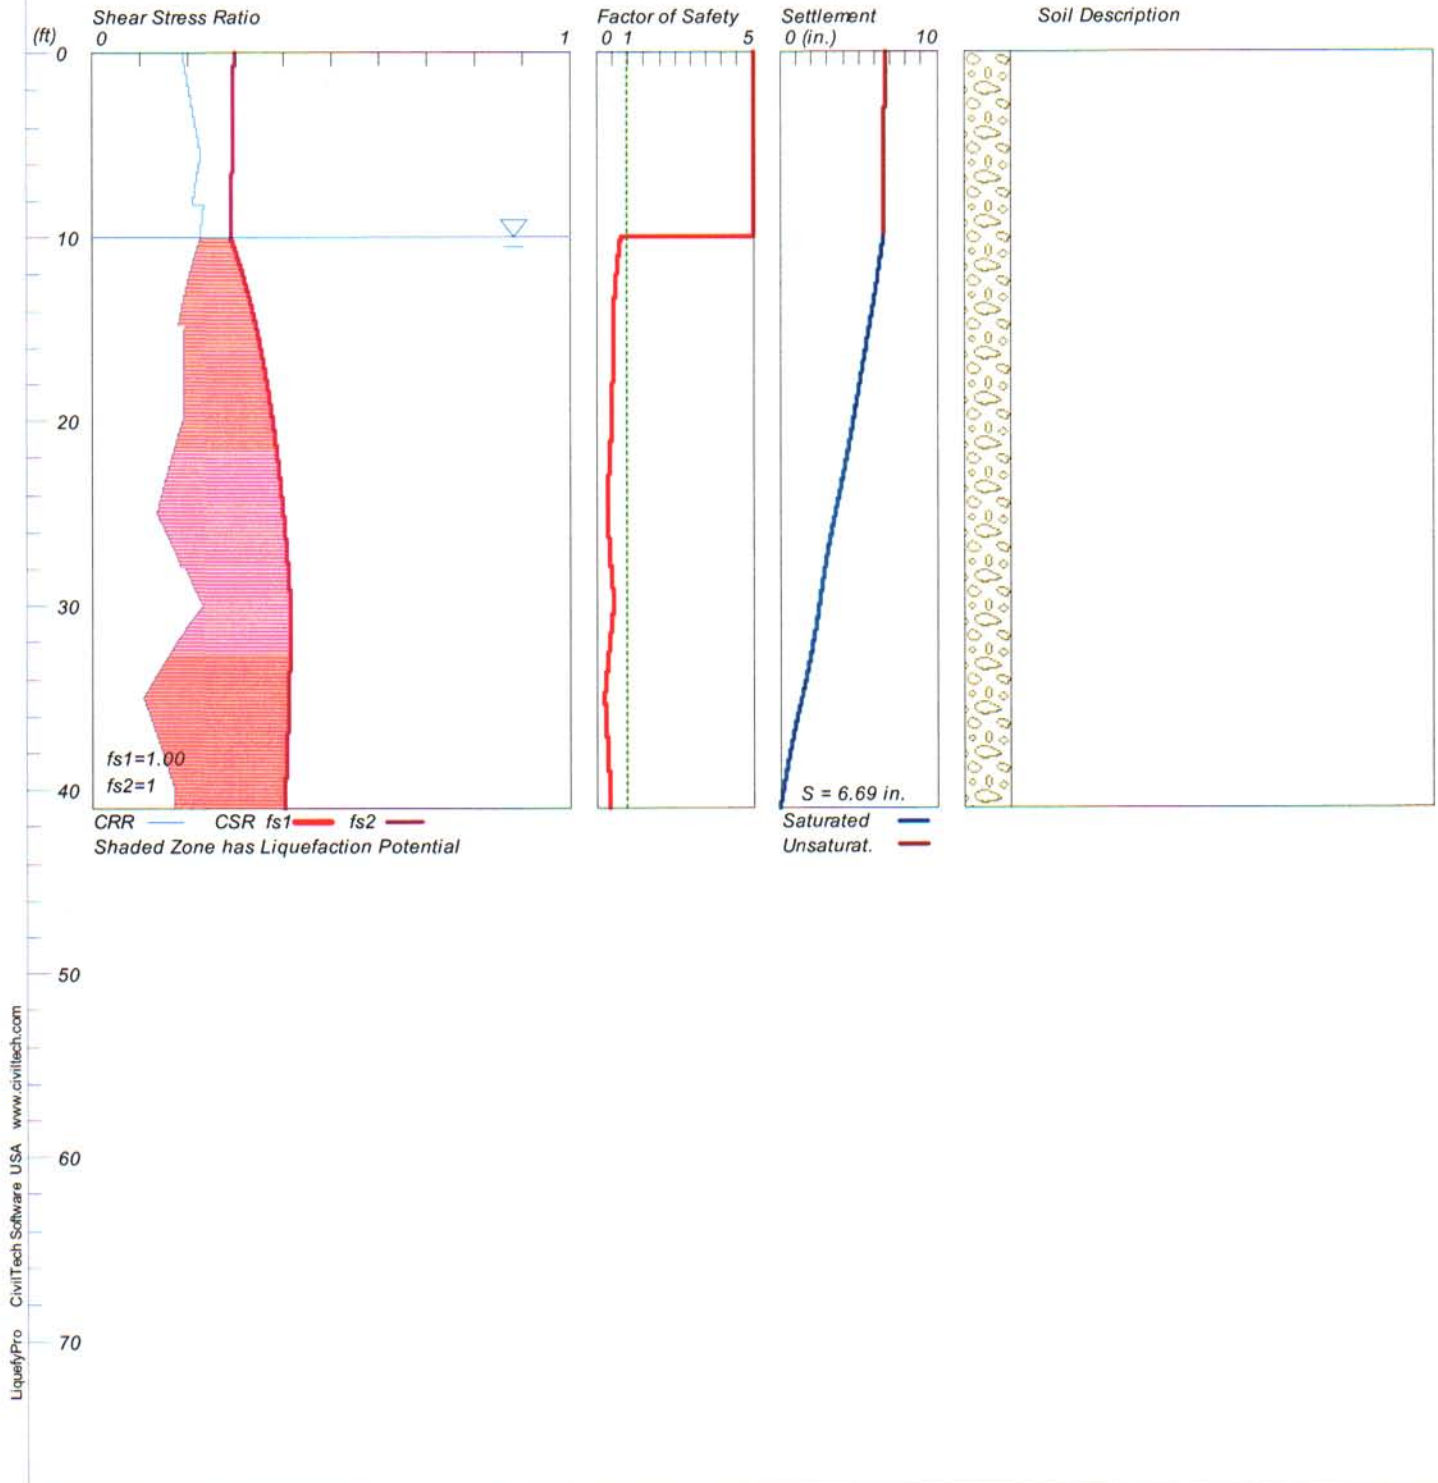 Shear Stress Ratio
Factor of Safety
Settlement
Soil Description
(ft)
0
1
0 1
5
0 (in.)
10
0
10
20
30
40
50
60
70
fs1=1.00
fs2=1
S = 6.69 in.
CRR
CSR fs1
fs2
Shaded Zone has Liquefaction Potential
Saturated
Unsaturat.
LiquefyPro CivilTech Software USA www.civiltech.com